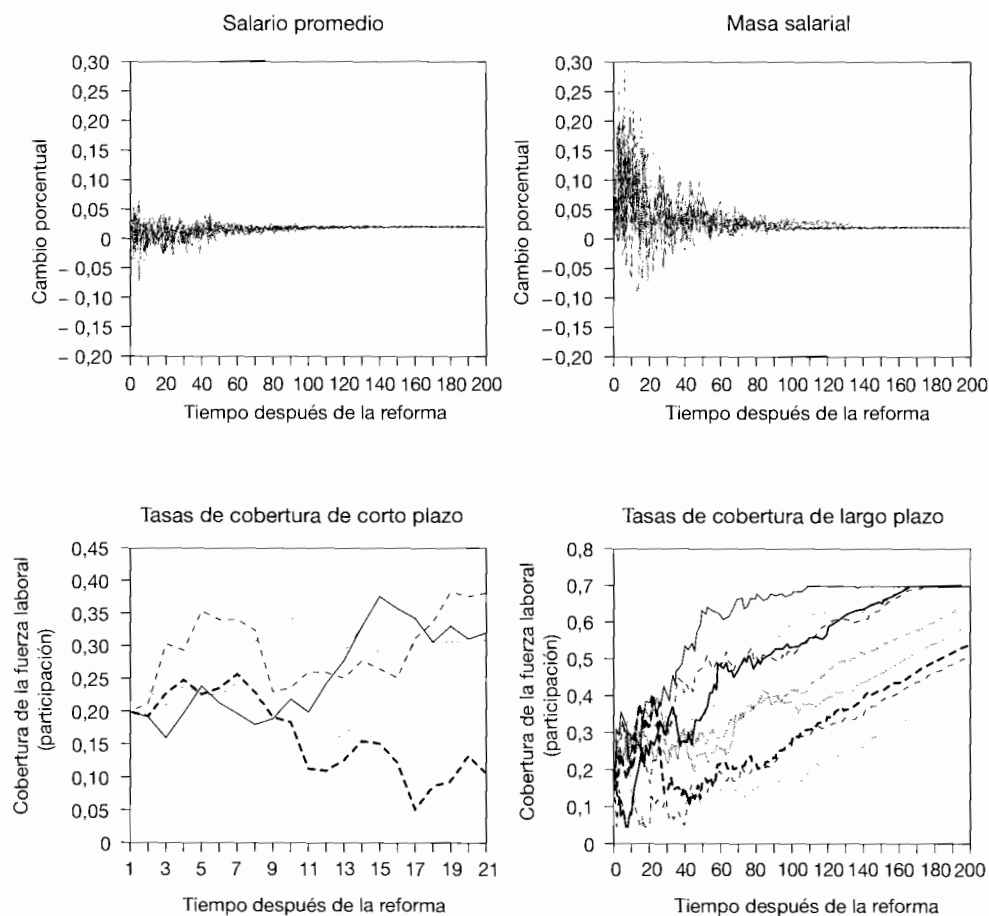 Salario promedio
Cambio porcentual
0,30
0,25
0,20
0,15
0,10
0,05
0
– 0,05
– 0,10
– 0,15
– 0,20
0 20 40 60 80 100 120 140 160 180 200
Tiempo después de la reforma
Masa salarial
Cambio porcentual
0,30
0,25
0,20
0,15
0,10
0,05
0
– 0,05
– 0,10
– 0,15
– 0,20
0 20 40 60 80 100 120 140 160 180 200
Tiempo después de la reforma
Tasas de cobertura de corto plazo
Cobertura de la fuerza laboral
(participación)
0,45
0,40
0,35
0,30
0,25
0,20
0,15
0,10
0,05
0
1 3 5 7 9 11 13 15 17 19 21
Tiempo después de la reforma
Tasas de cobertura de largo plazo
Cobertura de la fuerza laboral
(participación)
0,8
0,7
0,6
0,5
0,4
0,3
0,2
0,1
0
0 20 40 60 80 100 120 140 160 180 200
Tiempo después de la reforma